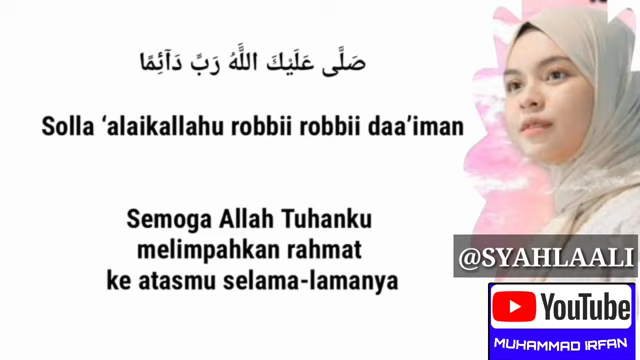 صَلَّى عَلَيْكَ اللَّهُ رَبِّ دَآئِمًا
Solla ‘alaikallahu robbii robbii daa’iman
Semoga Allah Tuhanku
melimpahkan rahmat
ke atasmu selama-lamanya
@SYAHLAALI
YouTube
MUHAMMAD IRFAN